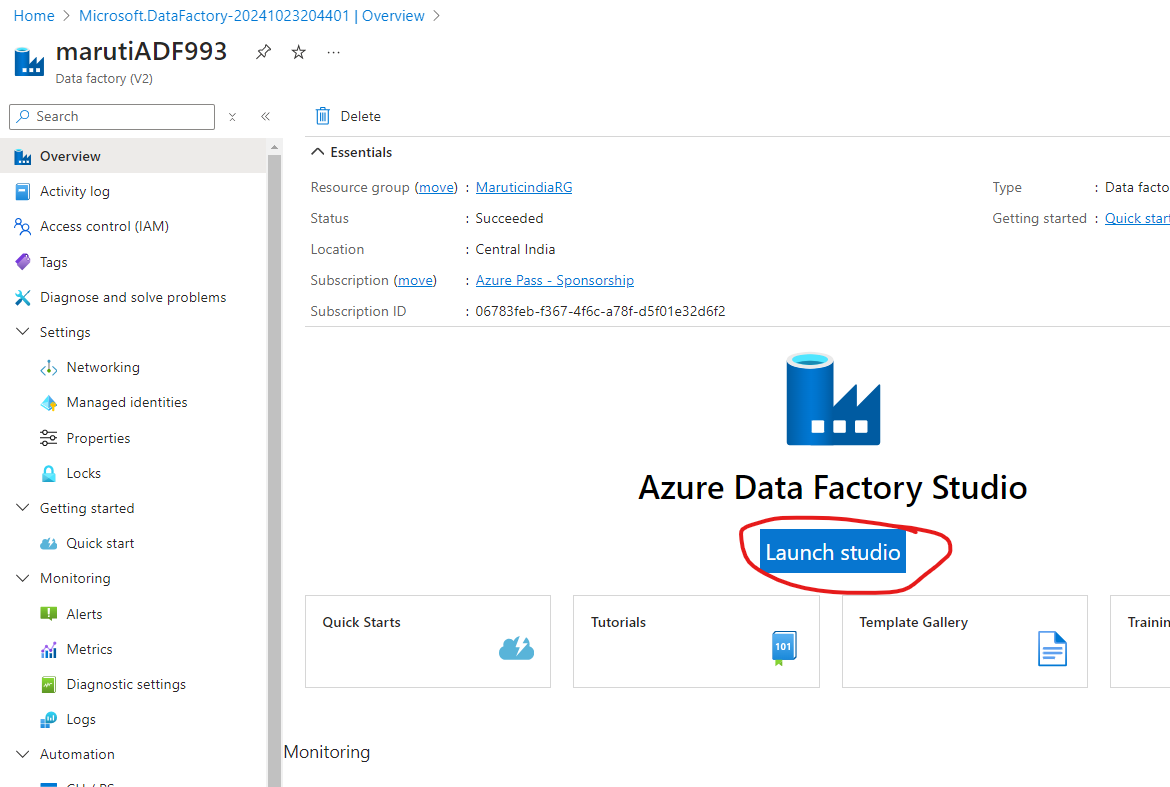 Home > Microsoft.DataFactory-20241023204401 | Overview >
marutiADF993
Data factory (V2)
Search
Overview
Activity log
Access control (IAM)
Tags
Diagnose and solve problems
Settings
Networking
Managed identities
Properties
Locks
Getting started
Quick start
Monitoring
Alerts
Metrics
Diagnostic settings
Logs
Automation
Delete
Essentials
Resource group (move) : MaruticindiaRG
Status : Succeeded
Location : Central India
Subscription (move) : Azure Pass - Sponsorship
Subscription ID : 06783feb-f367-4f6c-a78f-d5f01e32d6f2
Type : Data facto
Getting started : Quick start
Azure Data Factory Studio
Launch studio
Quick Starts
Tutorials
101
Template Gallery
Trainin
Monitoring